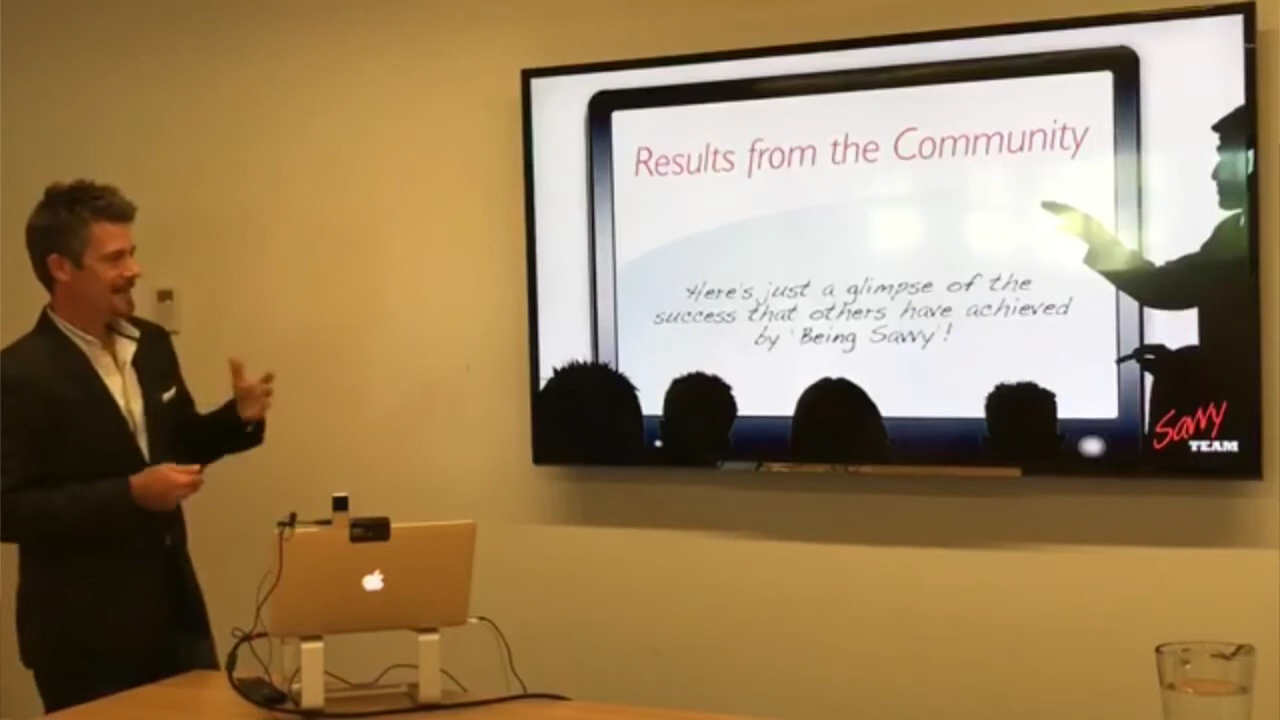 Results from the Community
Here's just a glimpse of the
success that others have achieved
by 'Being Savvy'!
Savvy
TEAM